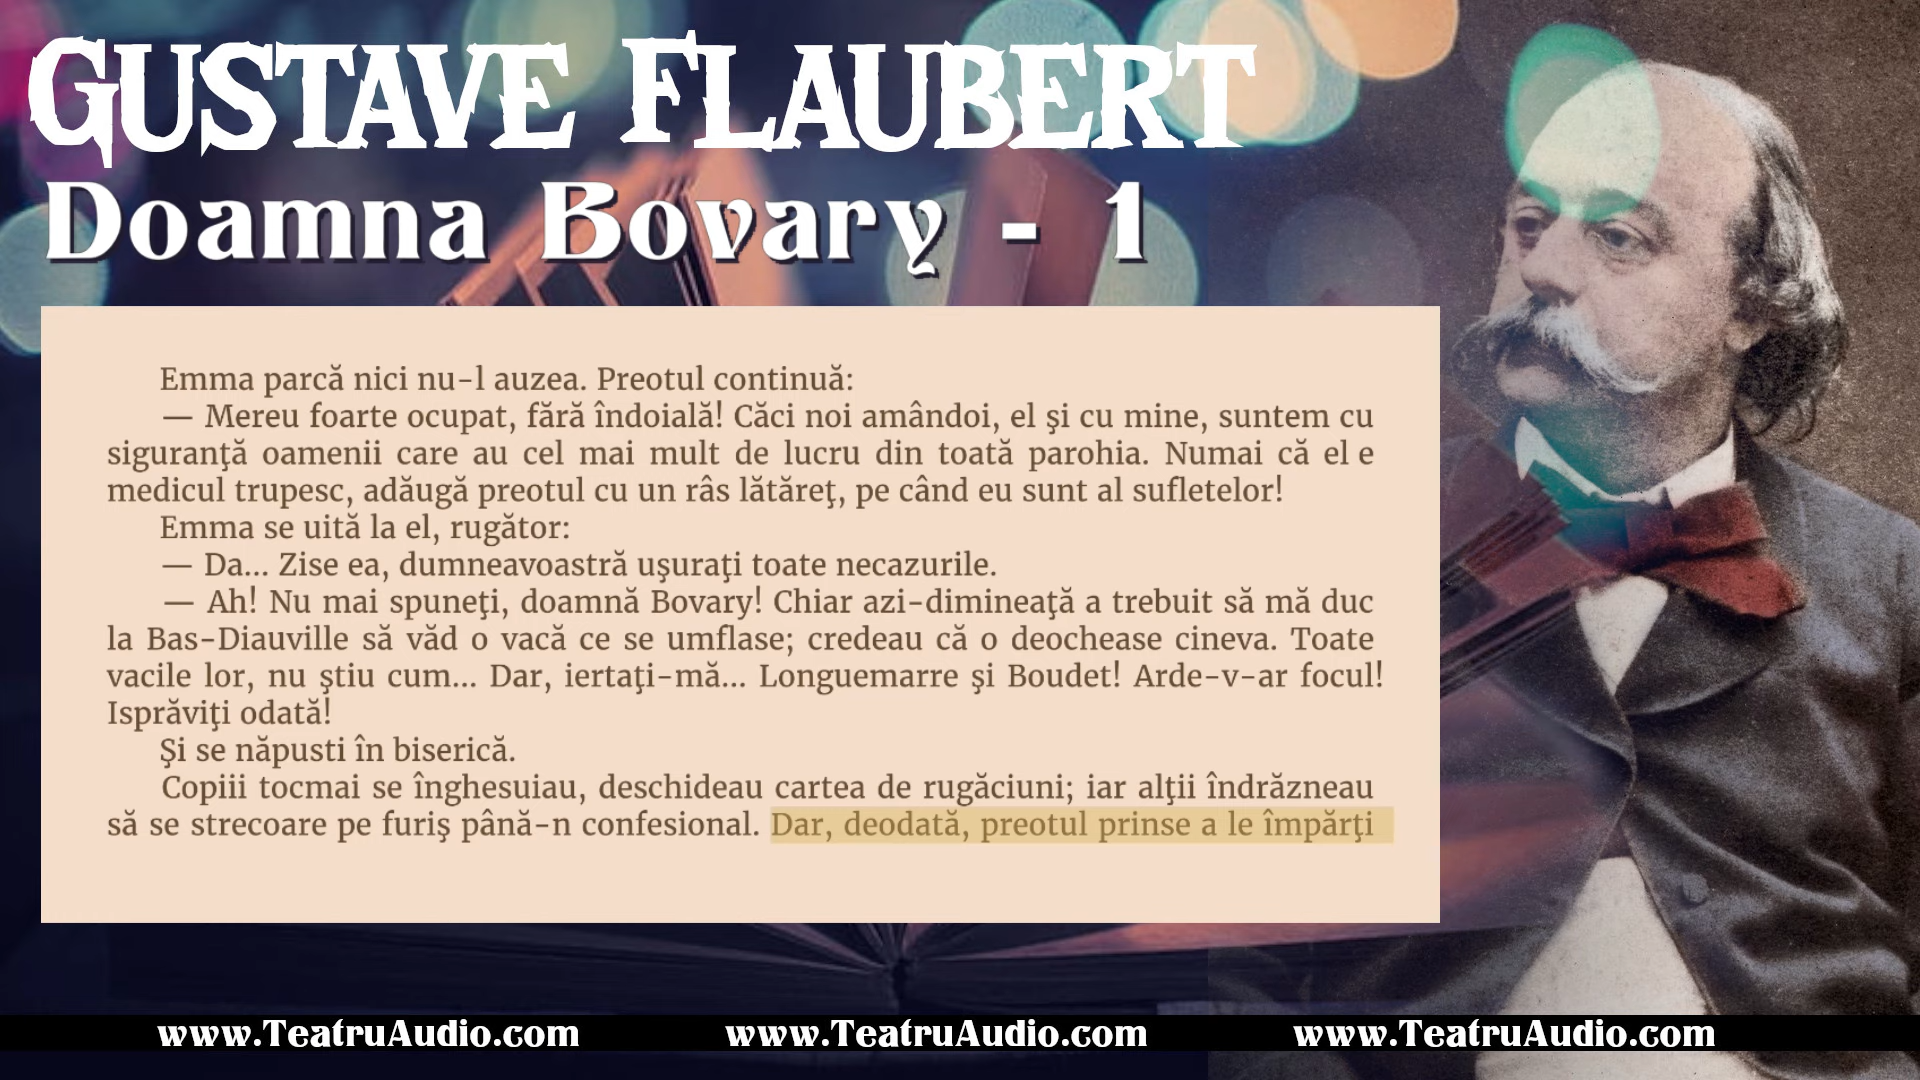 GUSTAVE FLAUBERT
Doamna Bovary - 1
Emma parcă nici nu-l auzea. Preotul continuă:
— Mereu foarte ocupat, fără îndoială! Căci noi amândoi, el şi cu mine, suntem cu
siguranţă oamenii care au cel mai mult de lucru din toată parohia. Numai că el e
medicul trupesc, adăugă preotul cu un râs lătăreţ, pe când eu sunt al sufletelor!
Emma se uită la el, rugător:
— Da... Zise ea, dumneavoastră uşuraţi toate necazurile.
— Ah! Nu mai spuneţi, doamnă Bovary! Chiar azi-dimineaţă a trebuit să mă duc
la Bas-Diauville să văd o vacă ce se umflase; credeau că o deochease cineva. Toate
vacile lor, nu ştiu cum... Dar, iertaţi-mă... Longuemarre şi Boudet! Arde-v-ar focul!
Isprăviţi odată!
Şi se năpusti în biserică.
Copiii tocmai se înghesuiau, deschideau cartea de rugăciuni; iar alţii îndrăzneau
să se strecoare pe furiş până-n confesional. Dar, deodată, preotul prinse a le împărţi
www.TeatruAudio.com www.TeatruAudio.com www.TeatruAudio.com